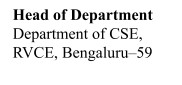 Head of Department
Department of CSE,
RVCE, Bengaluru–59